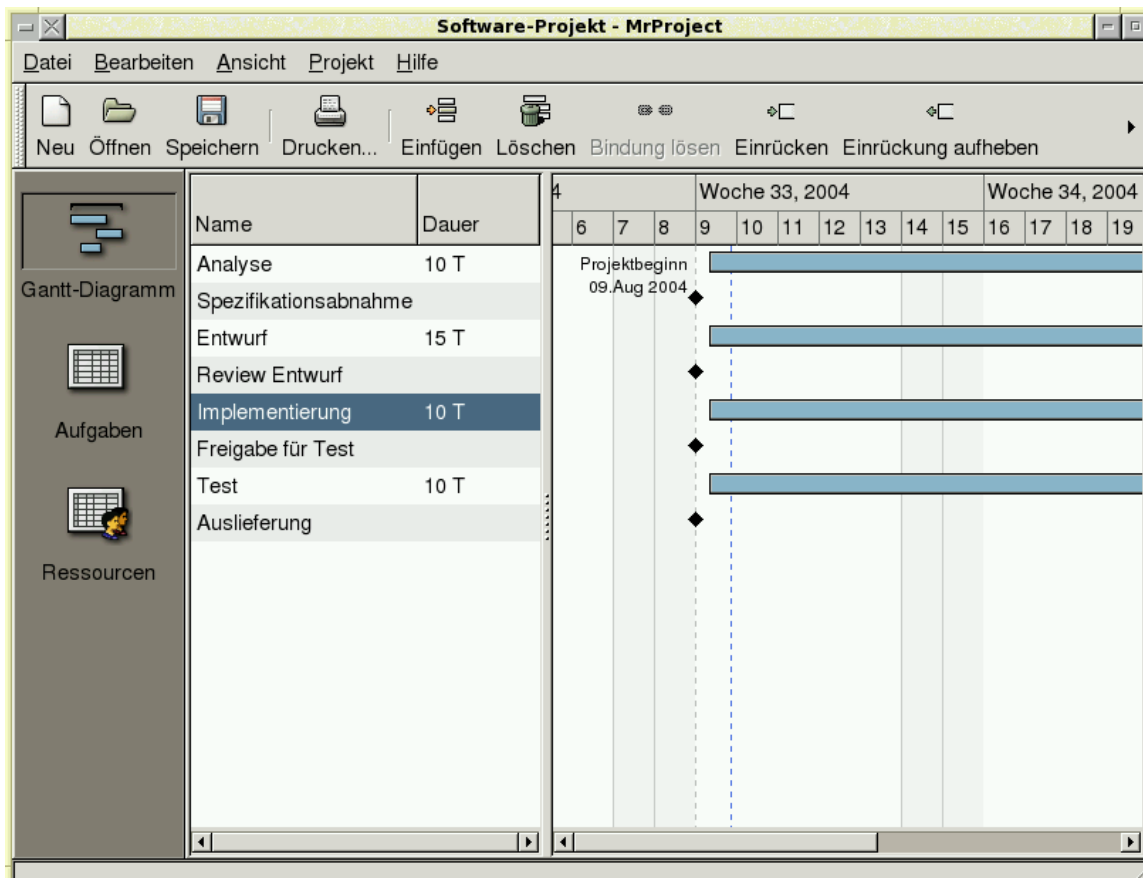 Software-Projekt - MrProject
Datei Bearbeiten Ansicht Projekt Hilfe
Neu Öffnen Speichern Drucken... Einfügen Löschen Bindung lösen Einrücken Einrückung aufheben
Gantt-Diagramm
Aufgaben
Ressourcen
Name Dauer
Analyse 10 T
Spezifikationsabnahme
Entwurf 15 T
Review Entwurf
Implementierung 10 T
Freigabe für Test
Test 10 T
Auslieferung
4 Woche 33, 2004 Woche 34, 2004
6 7 8 9 10 11 12 13 14 15 16 17 18 19
Projektbeginn
09.Aug 2004